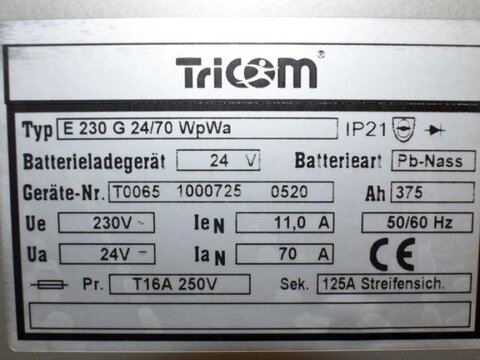 TriCOM®
Typ E 230 G 24/70 WpWa IP21
Batterieladegerät 24 V Batterieart Pb-Nass
Geräte-Nr. T0065 1000725 0520 Ah 375
Ue 230V ~ IeN 11,0 A 50/60 Hz
Ua 24V - IaN 70 A CE
Pr. T16A 250V Sek. 125A Streifensich.